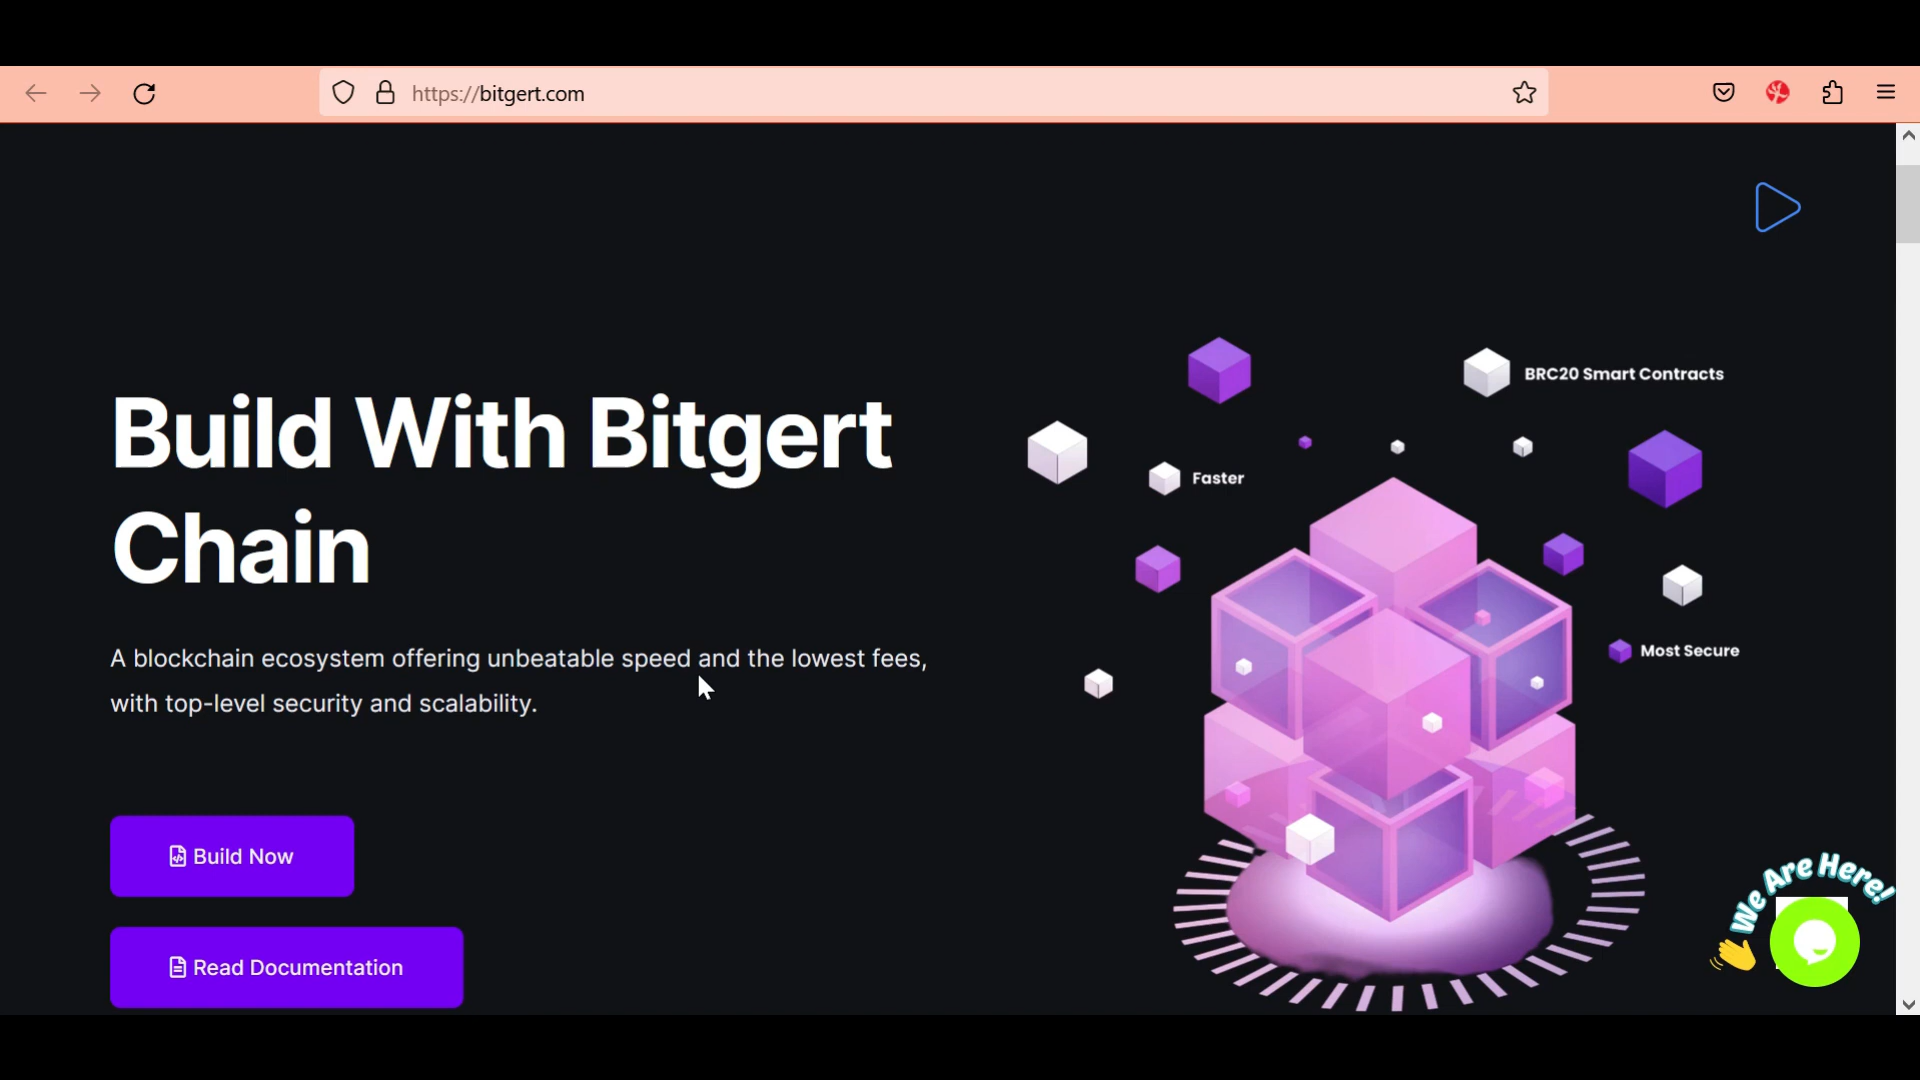 https://bitgert.com
Build With Bitgert
Chain
A blockchain ecosystem offering unbeatable speed and the lowest fees,
with top-level security and scalability.
Build Now
Read Documentation
BRC20 Smart Contracts
Faster
Most Secure
We Are Here!